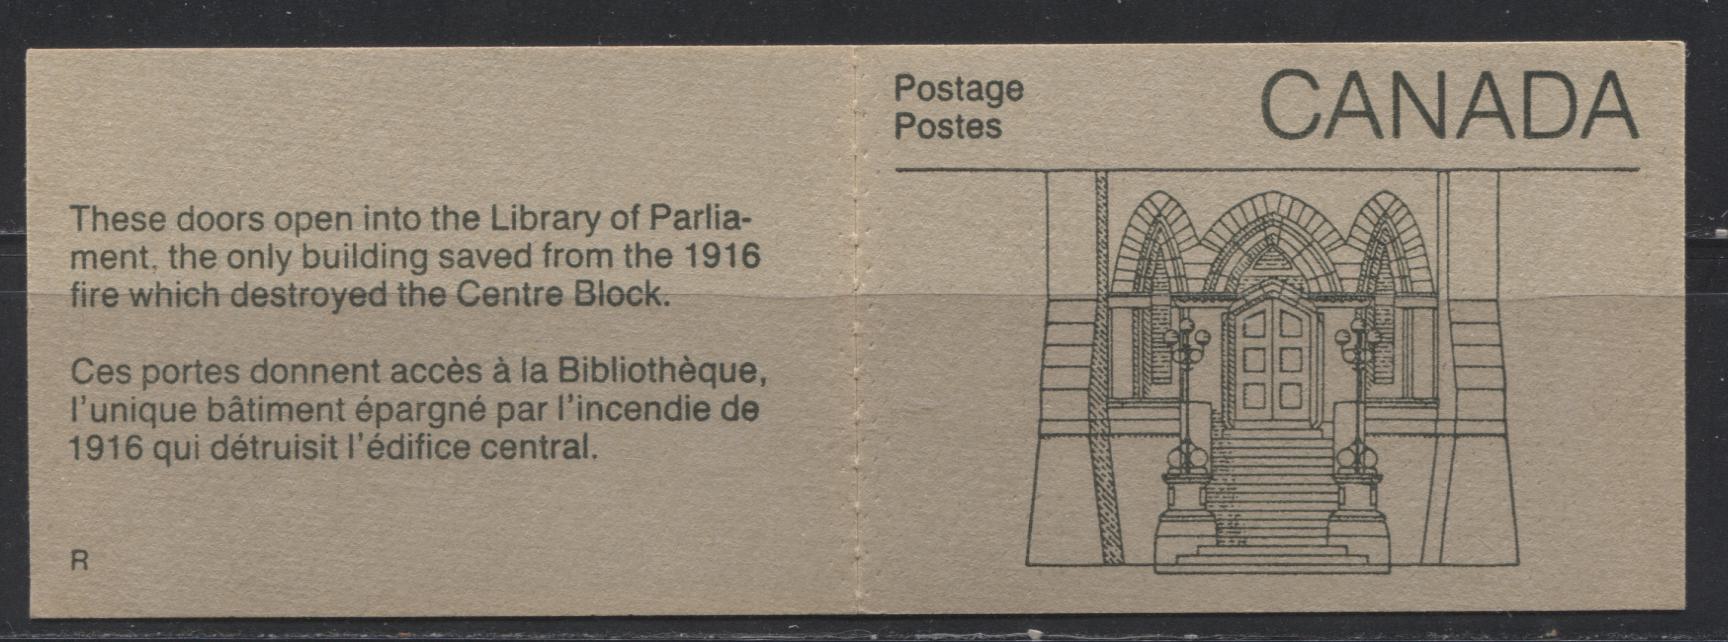 These doors open into the Library of Parlia-
ment, the only building saved from the 1916
fire which destroyed the Centre Block.
Ces portes donnent accès à la Bibliothèque,
l'unique bâtiment épargné par l'incendie de
1916 qui détruisit l'édifice central.
R
Postage
Postes
CANADA